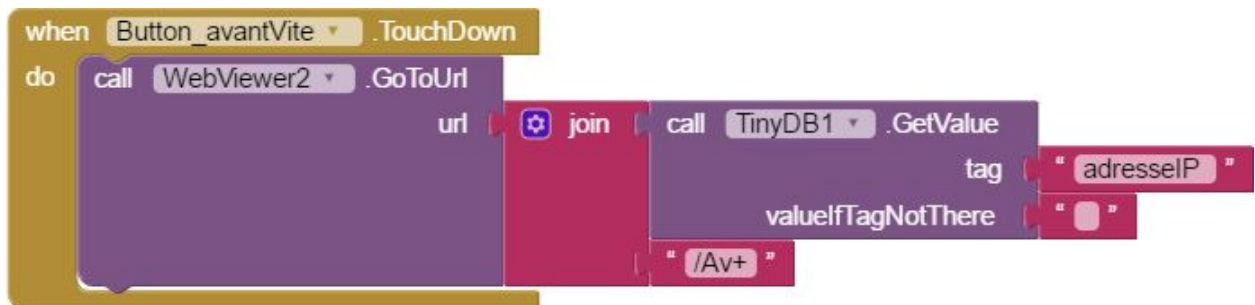 when Button_avantVite .TouchDown
do call WebViewer2 .GoToUrl
url join call TinyDB1 .GetValue
tag " adresseIP "
valueIfTagNotThere " "
" /Av+ "